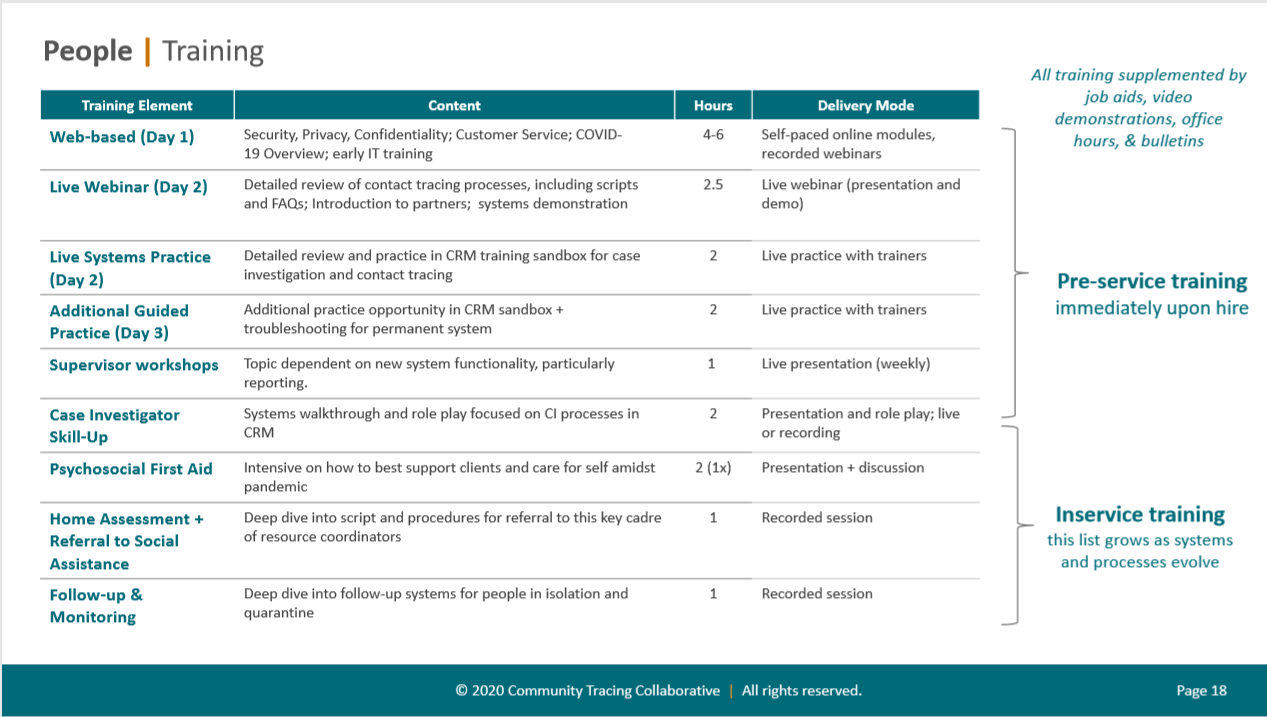 People | Training
All training supplemented by
job aids, video
demonstrations, office
hours, & bulletins
Training Element Content Hours Delivery Mode
Web-based (Day 1)
Security, Privacy, Confidentiality; Customer Service; COVID-
19 Overview; early IT training
4-6
Self-paced online modules,
recorded webinars
Live Webinar (Day 2)
Detailed review of contact tracing processes, including scripts
and FAQs; Introduction to partners; systems demonstration
2.5
Live webinar (presentation and
demo)
Live Systems Practice
(Day 2)
Detailed review and practice in CRM training sandbox for case
investigation and contact tracing
2
Live practice with trainers
Additional Guided
Practice (Day 3)
Additional practice opportunity in CRM sandbox +
troubleshooting for permanent system
2
Live practice with trainers
Supervisor workshops
Topic dependent on new system functionality, particularly
reporting.
1
Live presentation (weekly)
Case Investigator
Skill-Up
Systems walkthrough and role play focused on CI processes in
CRM
2
Presentation and role play; live
or recording
Psychosocial First Aid
Intensive on how to best support clients and care for self amidst
pandemic
2 (1x)
Presentation + discussion
Home Assessment +
Referral to Social
Assistance
Deep dive into script and procedures for referral to this key cadre
of resource coordinators
1
Recorded session
Follow-up &
Monitoring
Deep dive into follow-up systems for people in isolation and
quarantine
1
Recorded session
Pre-service training
immediately upon hire
Inservice training
this list grows as systems
and processes evolve
© 2020 Community Tracing Collaborative | All rights reserved.
Page 18